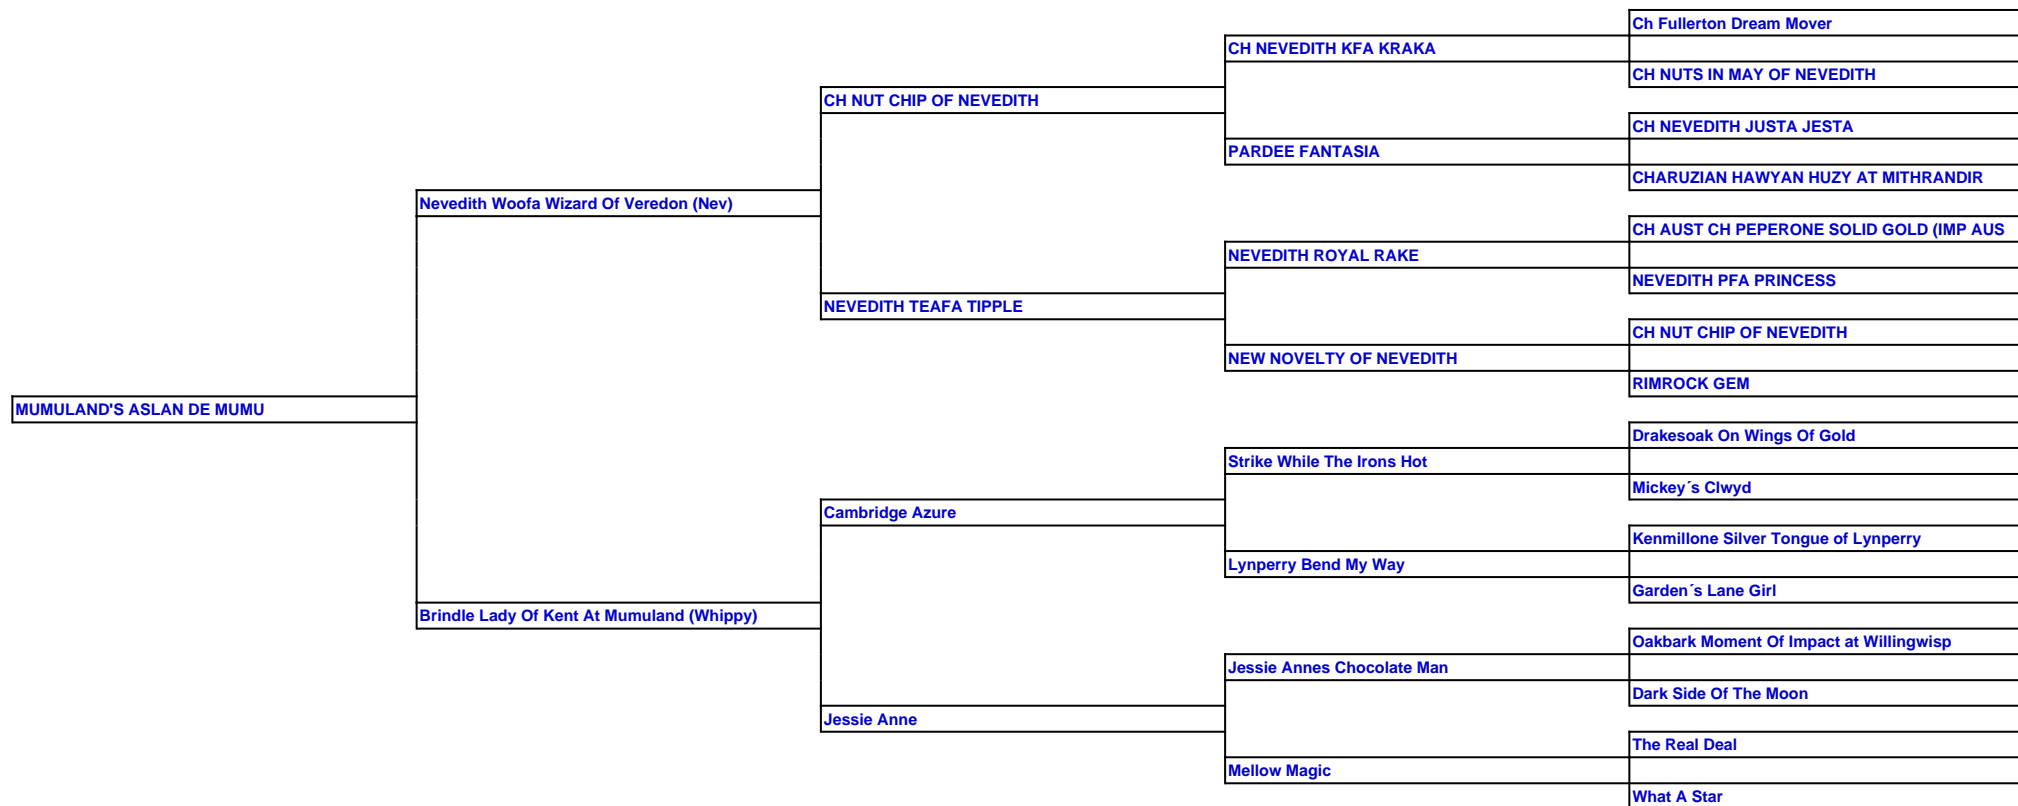 Ch Fullerton Dream Mover
CH NEVEDITH KFA KRAKA
CH NUTS IN MAY OF NEVEDITH
CH NUT CHIP OF NEVEDITH
CH NEVEDITH JUSTA JESTA
PARDEE FANTASIA
CHARUZIAN HAWYAN HUZY AT MITHRANDIR
Nevedith Woofa Wizard Of Veredon (Nev)
CH AUST CH PEPERONE SOLID GOLD (IMP AUS
NEVEDITH ROYAL RAKE
NEVEDITH PFA PRINCESS
NEVEDITH TEAFA TIPPLE
CH NUT CHIP OF NEVEDITH
NEW NOVELTY OF NEVEDITH
RIMROCK GEM
MUMULAND'S ASLAN DE MUMU
Drakesoak On Wings Of Gold
Strike While The Irons Hot
Mickey´s Clwyd
Cambridge Azure
Kenmillone Silver Tongue of Lynperry
Lynperry Bend My Way
Garden´s Lane Girl
Brindle Lady Of Kent At Mumuland (Whippy)
Oakbark Moment Of Impact at Willingwisp
Jessie Annes Chocolate Man
Dark Side Of The Moon
Jessie Anne
The Real Deal
Mellow Magic
What A Star